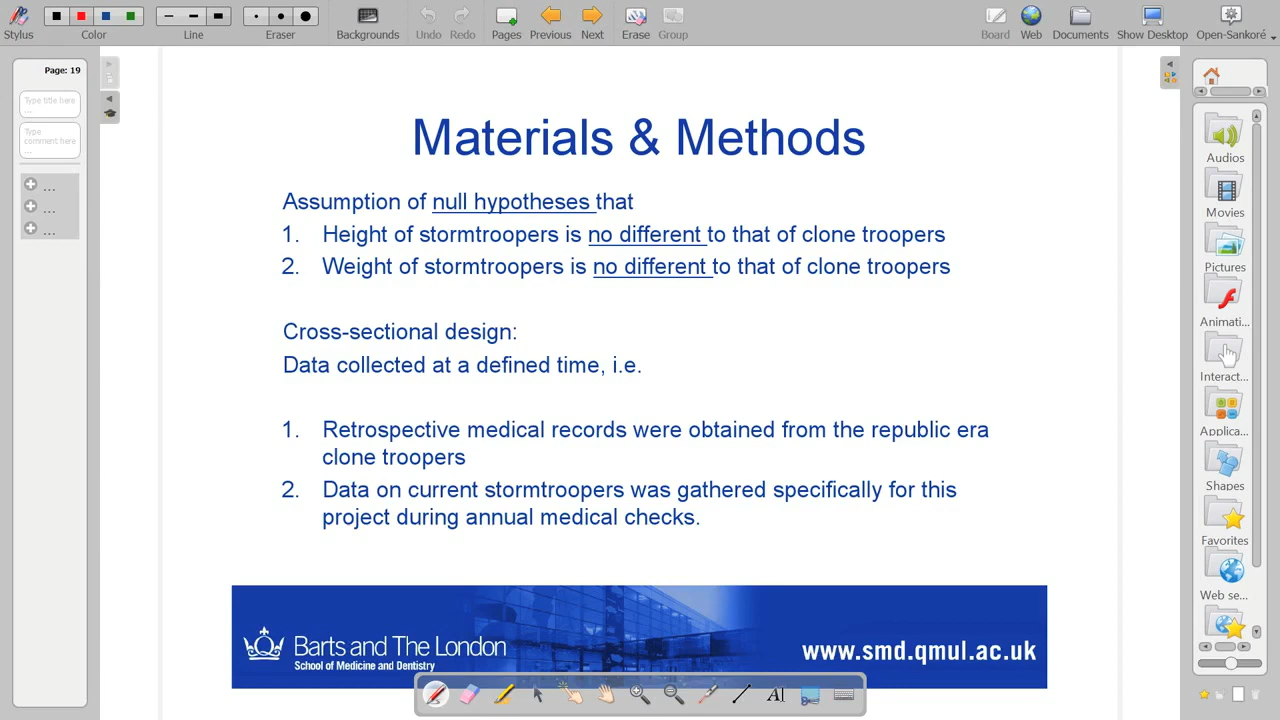 Stylus
Color
Line
Eraser
Backgrounds
Undo
Redo
Pages
Previous
Next
Erase
Group
Board
Web
Documents
Show Desktop
Open-Sankoré
Page: 19
Type title here
...
Type
comment here
...
...
...
...
Materials & Methods
Assumption of null hypotheses that
1. Height of stormtroopers is no different to that of clone troopers
2. Weight of stormtroopers is no different to that of clone troopers
Cross-sectional design:
Data collected at a defined time, i.e.
1. Retrospective medical records were obtained from the republic era
clone troopers
2. Data on current stormtroopers was gathered specifically for this
project during annual medical checks.
Barts and The London
School of Medicine and Dentistry
www.smd.qmul.ac.uk
Audios
Movies
Pictures
Animati...
Interact...
Applica...
Shapes
Favorites
Web se...